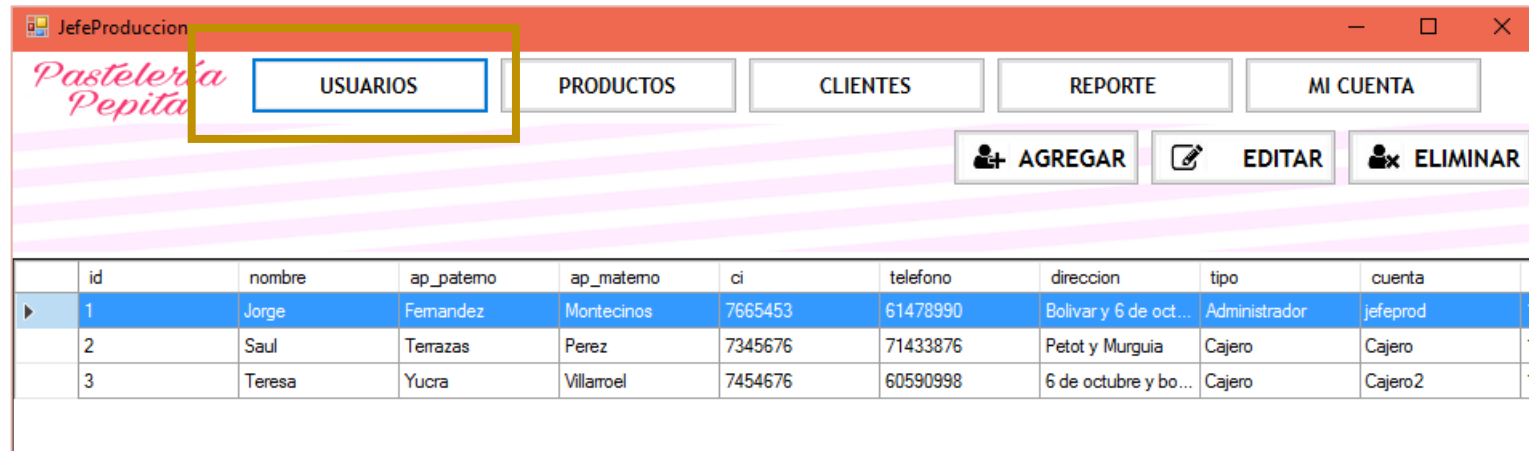 JefeProduccion
Pastelería
Pepita
USUARIOS PRODUCTOS CLIENTES REPORTE MI CUENTA
AGREGAR EDITAR ELIMINAR
id nombre ap_paterno ap_materno ci telefono direccion tipo cuenta
1 Jorge Fernandez Montecinos 7665453 61478990 Bolivar y 6 de oct... Administrador jefeprod
2 Saul Terrazas Perez 7345676 71433876 Petot y Murguia Cajero Cajero
3 Teresa Yucra Villarroel 7454676 60590998 6 de octubre y bo... Cajero Cajero2